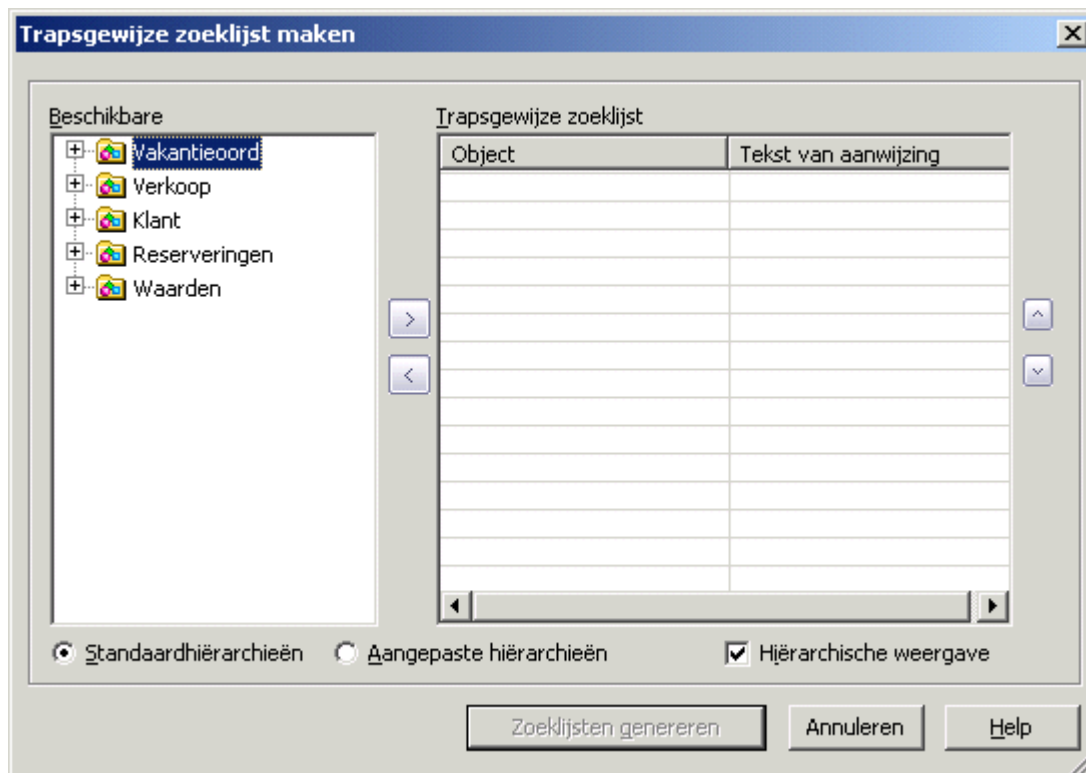 Trapsgewijze zoeklijst maken
Beschikbare
Vakantieoord
Verkoop
Klant
Reserveringen
Waarden
Trapsgewijze zoeklijst
Object
Tekst van aanwijzing
Standaardhiërarchieën
Aangepaste hiërarchieën
Hiërarchische weergave
Zoeklijsten genereren
Annuleren
Help